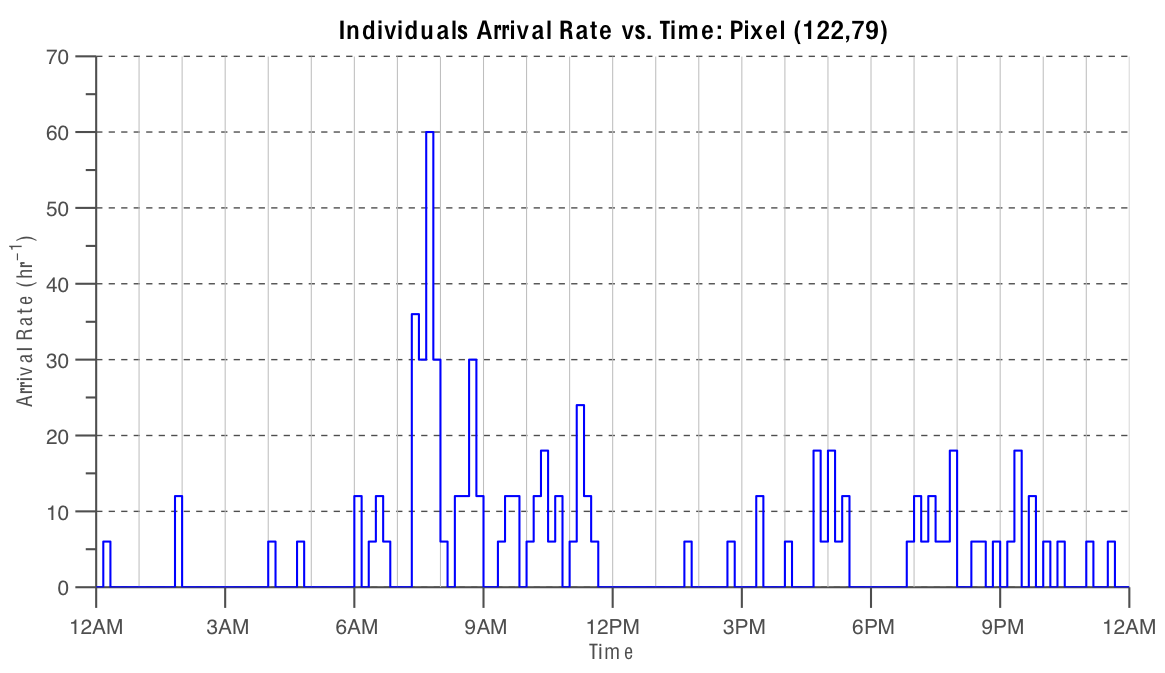 Individuals Arrival Rate vs. Time: Pixel (122,79)
70
60
50
40
30
20
10
0
Arrival Rate (hr⁻¹)
12AM 3AM 6AM 9AM 12PM 3PM 6PM 9PM 12AM
Time